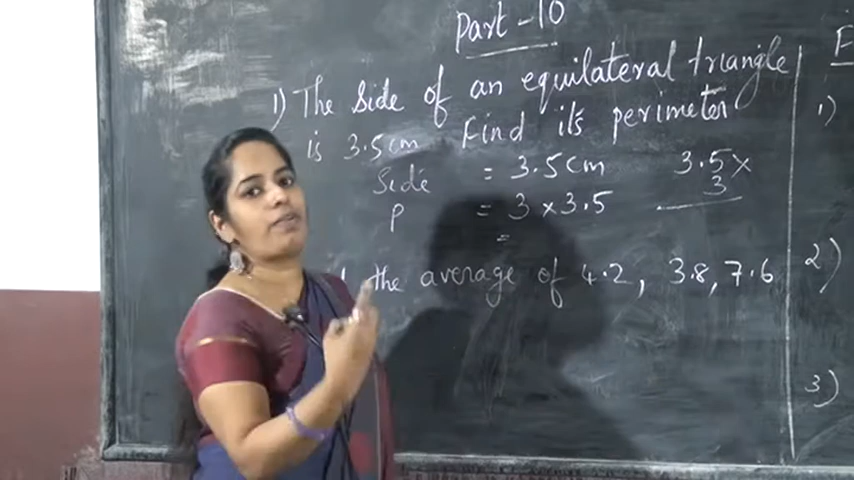 Part - 10
1) The side of an equilateral triangle
is 3.5cm Find its perimeter
Side = 3.5cm 3.5 x
3
P = 3 x 3.5
=
the average of 4.2, 3.8, 7.6
1)
2)
3)